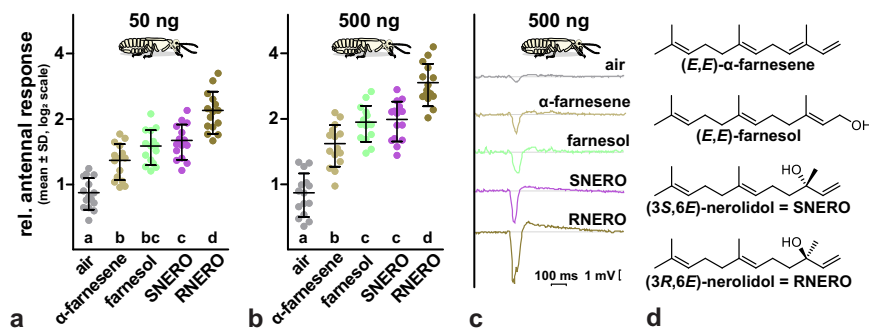 50 ng
rel. antennal response
(mean ± SD, log₂ scale)
4
2
1
a b bc c d
air
α-farnesene
farnesol
SNERO
RNERO
a
500 ng
4
2
1
a b c c d
air
α-farnesene
farnesol
SNERO
RNERO
b
500 ng
air
α-farnesene
farnesol
SNERO
RNERO
100 ms 1 mV
c
(E,E)-α-farnesene
OH
(E,E)-farnesol
HO
(3S,6E)-nerolidol = SNERO
HO
(3R,6E)-nerolidol = RNERO
d